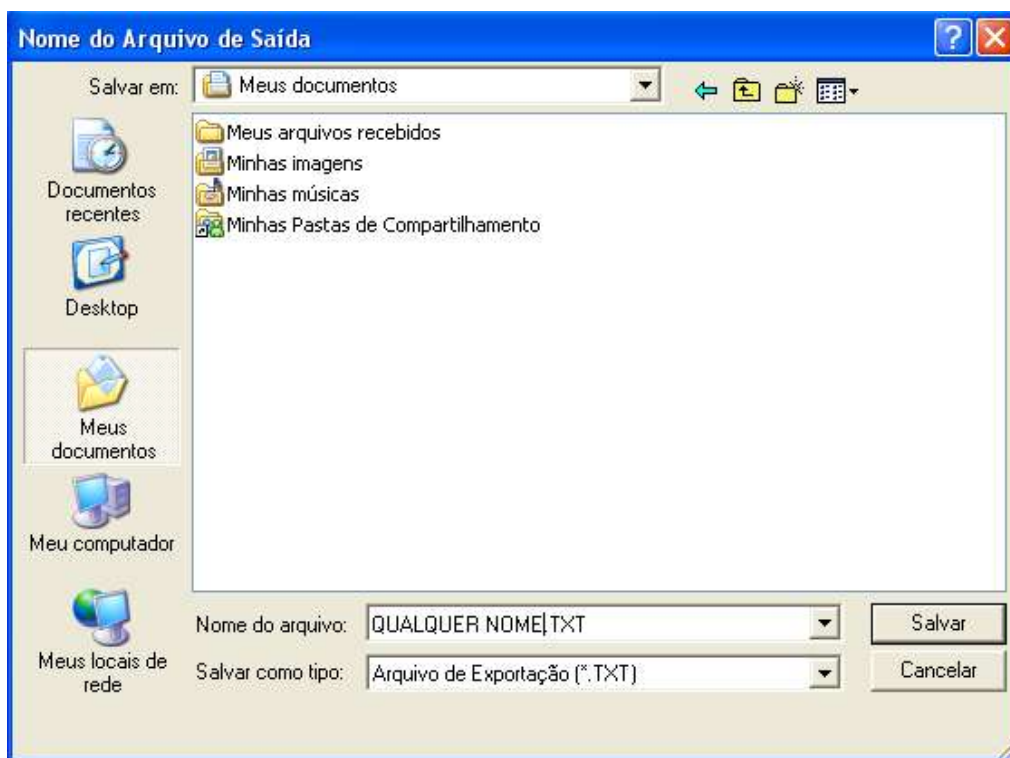 Nome do Arquivo de Saída
Salvar em: Meus documentos
Meus arquivos recebidos
Minhas imagens
Minhas músicas
Minhas Pastas de Compartilhamento
Documentos
recentes
Desktop
Meus
documentos
Meu computador
Meus locais de
rede
Nome do arquivo: QUALQUER NOME.TXT Salvar
Salvar como tipo: Arquivo de Exportação (*.TXT) Cancelar